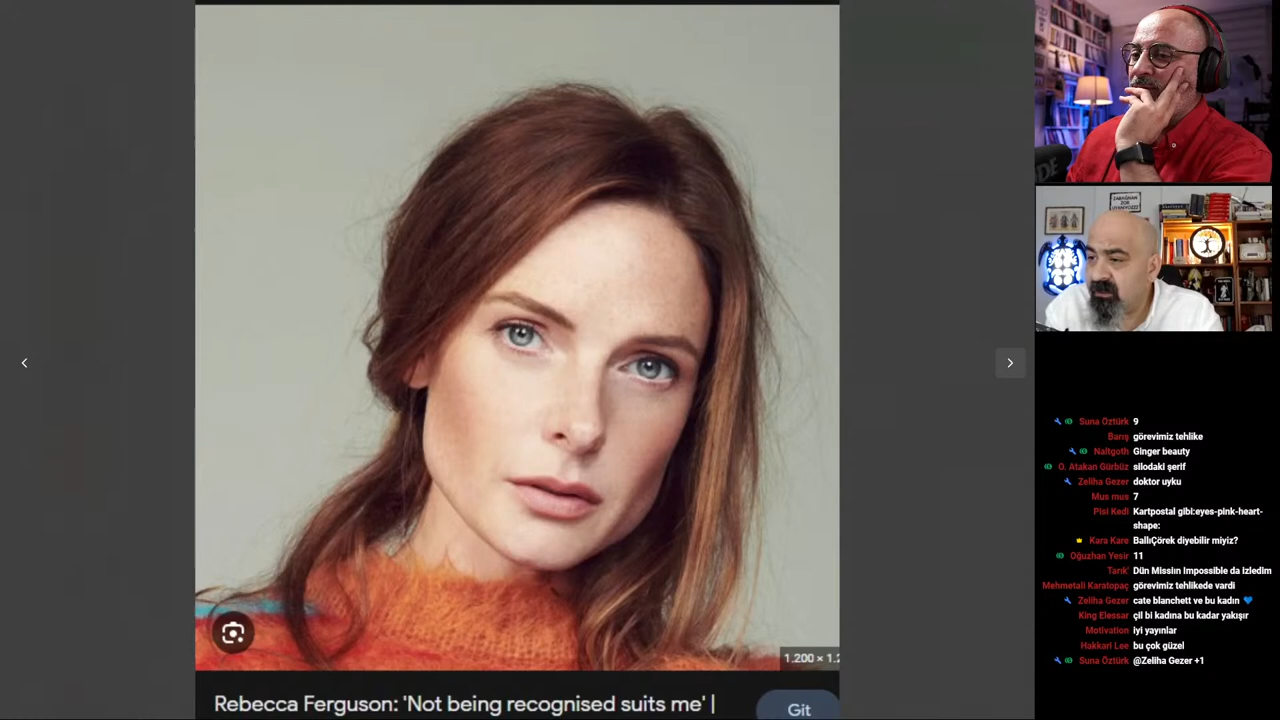 1.200 × 1.2
Rebecca Ferguson: 'Not being recognised suits me' |
Git
ZABAĞNAN
ZOR
UYANIYOZZZ
Suna Öztürk 9
Barış görevimiz tehlike
Naltgoth Ginger beauty
O. Atakan Gürbüz silodaki şerif
Zeliha Gezer doktor uyku
Mus mus 7
Pisi Kedi Kartpostal gibi:eyes-pink-heart-
shape:
Kara Kare BallıÇörek diyebilir miyiz?
Oğuzhan Yesir 11
Tarık' Dün Missin Impossible da izledim
Mehmetali Karatopaç görevimiz tehlikede vardi
Zeliha Gezer cate blanchett ve bu kadın 💙
King Elessar çil bi kadına bu kadar yakışır
Motivation iyi yayınlar
Hakkari Lee bu çok güzel
Suna Öztürk @Zeliha Gezer +1